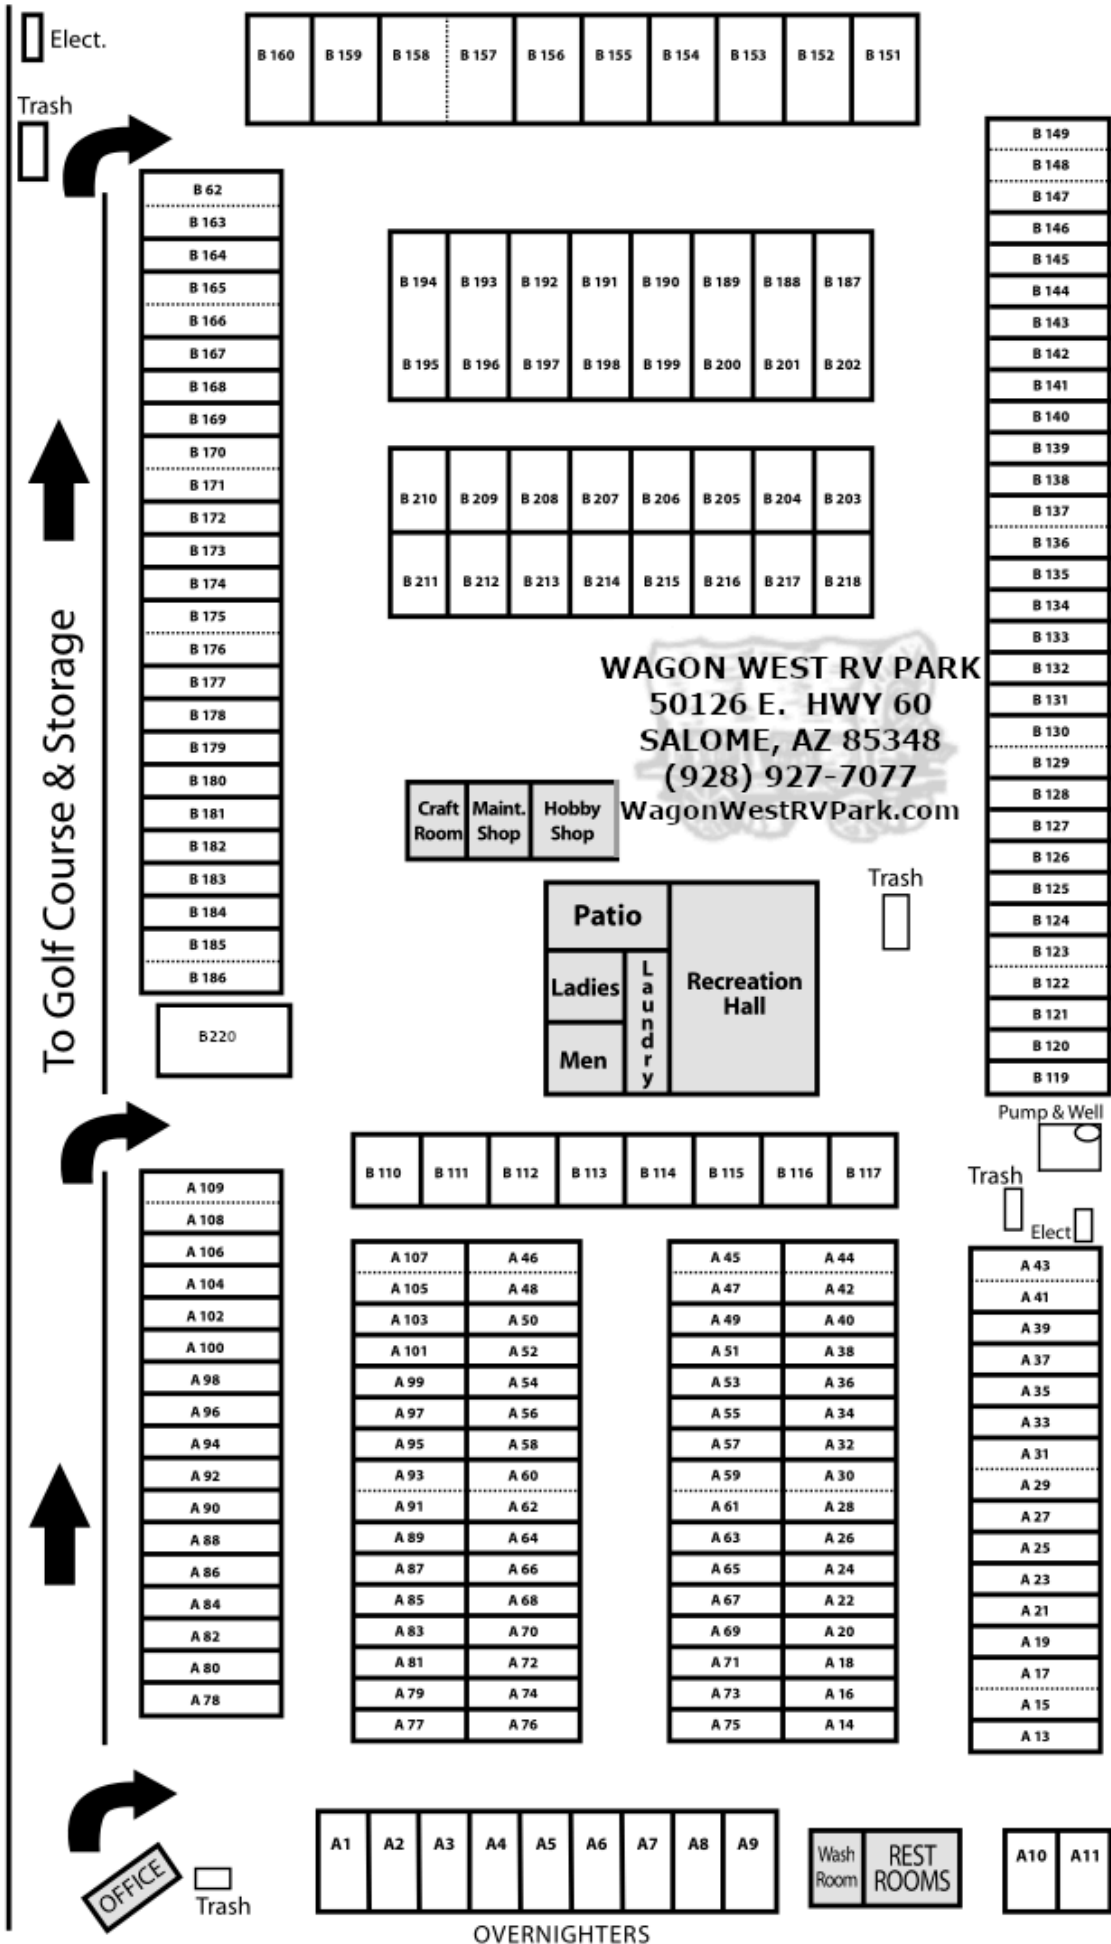 Elect.
Trash
B 160 B 159 B 158 B 157 B 156 B 155 B 154 B 153 B 152 B 151
B 149
B 148
B 147
B 146
B 145
B 144
B 143
B 142
B 141
B 140
B 139
B 138
B 137
B 136
B 135
B 134
B 133
B 132
B 131
B 130
B 129
B 128
B 127
B 126
B 125
B 124
B 123
B 122
B 121
B 120
B 119
B 62
B 163
B 164
B 165
B 166
B 167
B 168
B 169
B 170
B 171
B 172
B 173
B 174
B 175
B 176
B 177
B 178
B 179
B 180
B 181
B 182
B 183
B 184
B 185
B 186
B220
To Golf Course & Storage
B 194 B 193 B 192 B 191 B 190 B 189 B 188 B 187
B 195 B 196 B 197 B 198 B 199 B 200 B 201 B 202
B 210 B 209 B 208 B 207 B 206 B 205 B 204 B 203
B 211 B 212 B 213 B 214 B 215 B 216 B 217 B 218
WAGON WEST RV PARK
50126 E. HWY 60
SALOME, AZ 85348
(928) 927-7077
WagonWestRVPark.com
Craft
Room
Maint.
Shop
Hobby
Shop
Trash
Patio
Ladies
Men
Laundry
Recreation
Hall
Pump & Well
Trash
Elect
B 110 B 111 B 112 B 113 B 114 B 115 B 116 B 117
A 109
A 108
A 106
A 104
A 102
A 100
A 98
A 96
A 94
A 92
A 90
A 88
A 86
A 84
A 82
A 80
A 78
A 107 A 46
A 105 A 48
A 103 A 50
A 101 A 52
A 99 A 54
A 97 A 56
A 95 A 58
A 93 A 60
A 91 A 62
A 89 A 64
A 87 A 66
A 85 A 68
A 83 A 70
A 81 A 72
A 79 A 74
A 77 A 76
A 45 A 44
A 47 A 42
A 49 A 40
A 51 A 38
A 53 A 36
A 55 A 34
A 57 A 32
A 59 A 30
A 61 A 28
A 63 A 26
A 65 A 24
A 67 A 22
A 69 A 20
A 71 A 18
A 73 A 16
A 75 A 14
A 43
A 41
A 39
A 37
A 35
A 33
A 31
A 29
A 27
A 25
A 23
A 21
A 19
A 17
A 15
A 13
OFFICE
Trash
A1 A2 A3 A4 A5 A6 A7 A8 A9
OVERNIGHTERS
Wash
Room
REST
ROOMS
A10 A11